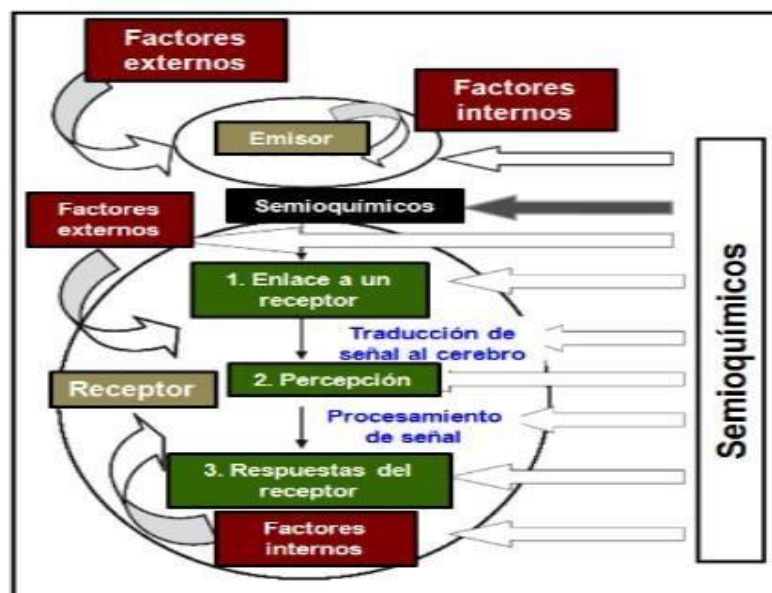 Factores
externos
Factores
internos
Emisor
Semioquímicos
Factores
externos
1. Enlace a un
receptor
Traducción de
señal al cerebro
2. Percepción
Receptor
Procesamiento
de señal
3. Respuestas del
receptor
Factores
internos
Semioquímicos